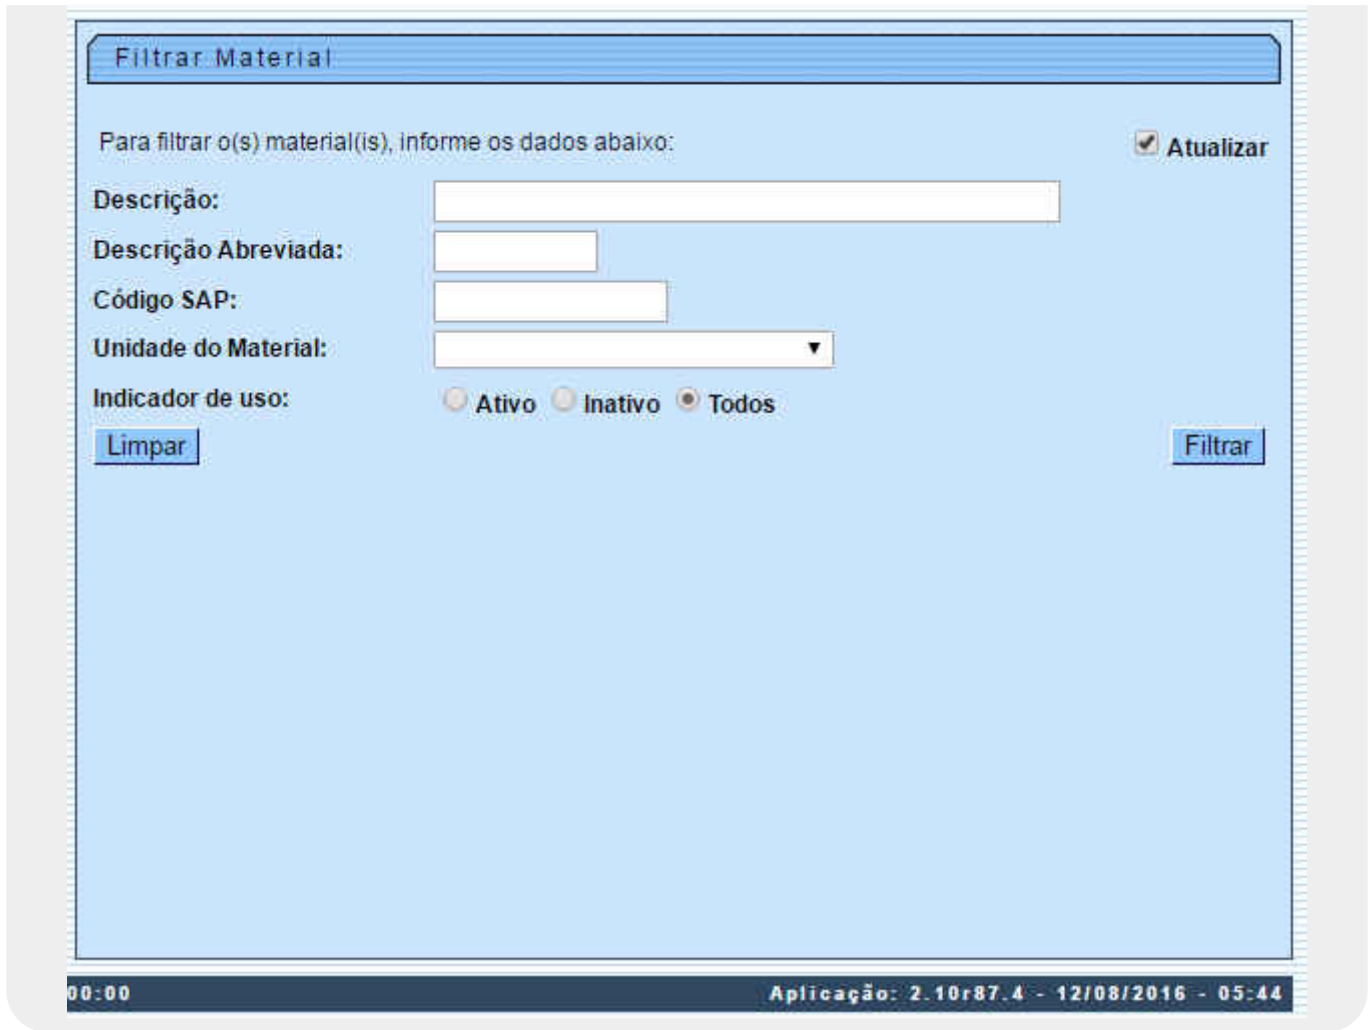 Filtrar Material
Para filtrar o(s) material(is), informe os dados abaixo:
Atualizar
Descrição:
Descrição Abreviada:
Código SAP:
Unidade do Material:
Indicador de uso: Ativo Inativo Todos
Limpar Filtrar
00:00 Aplicação: 2.10r87.4 - 12/08/2016 - 05:44